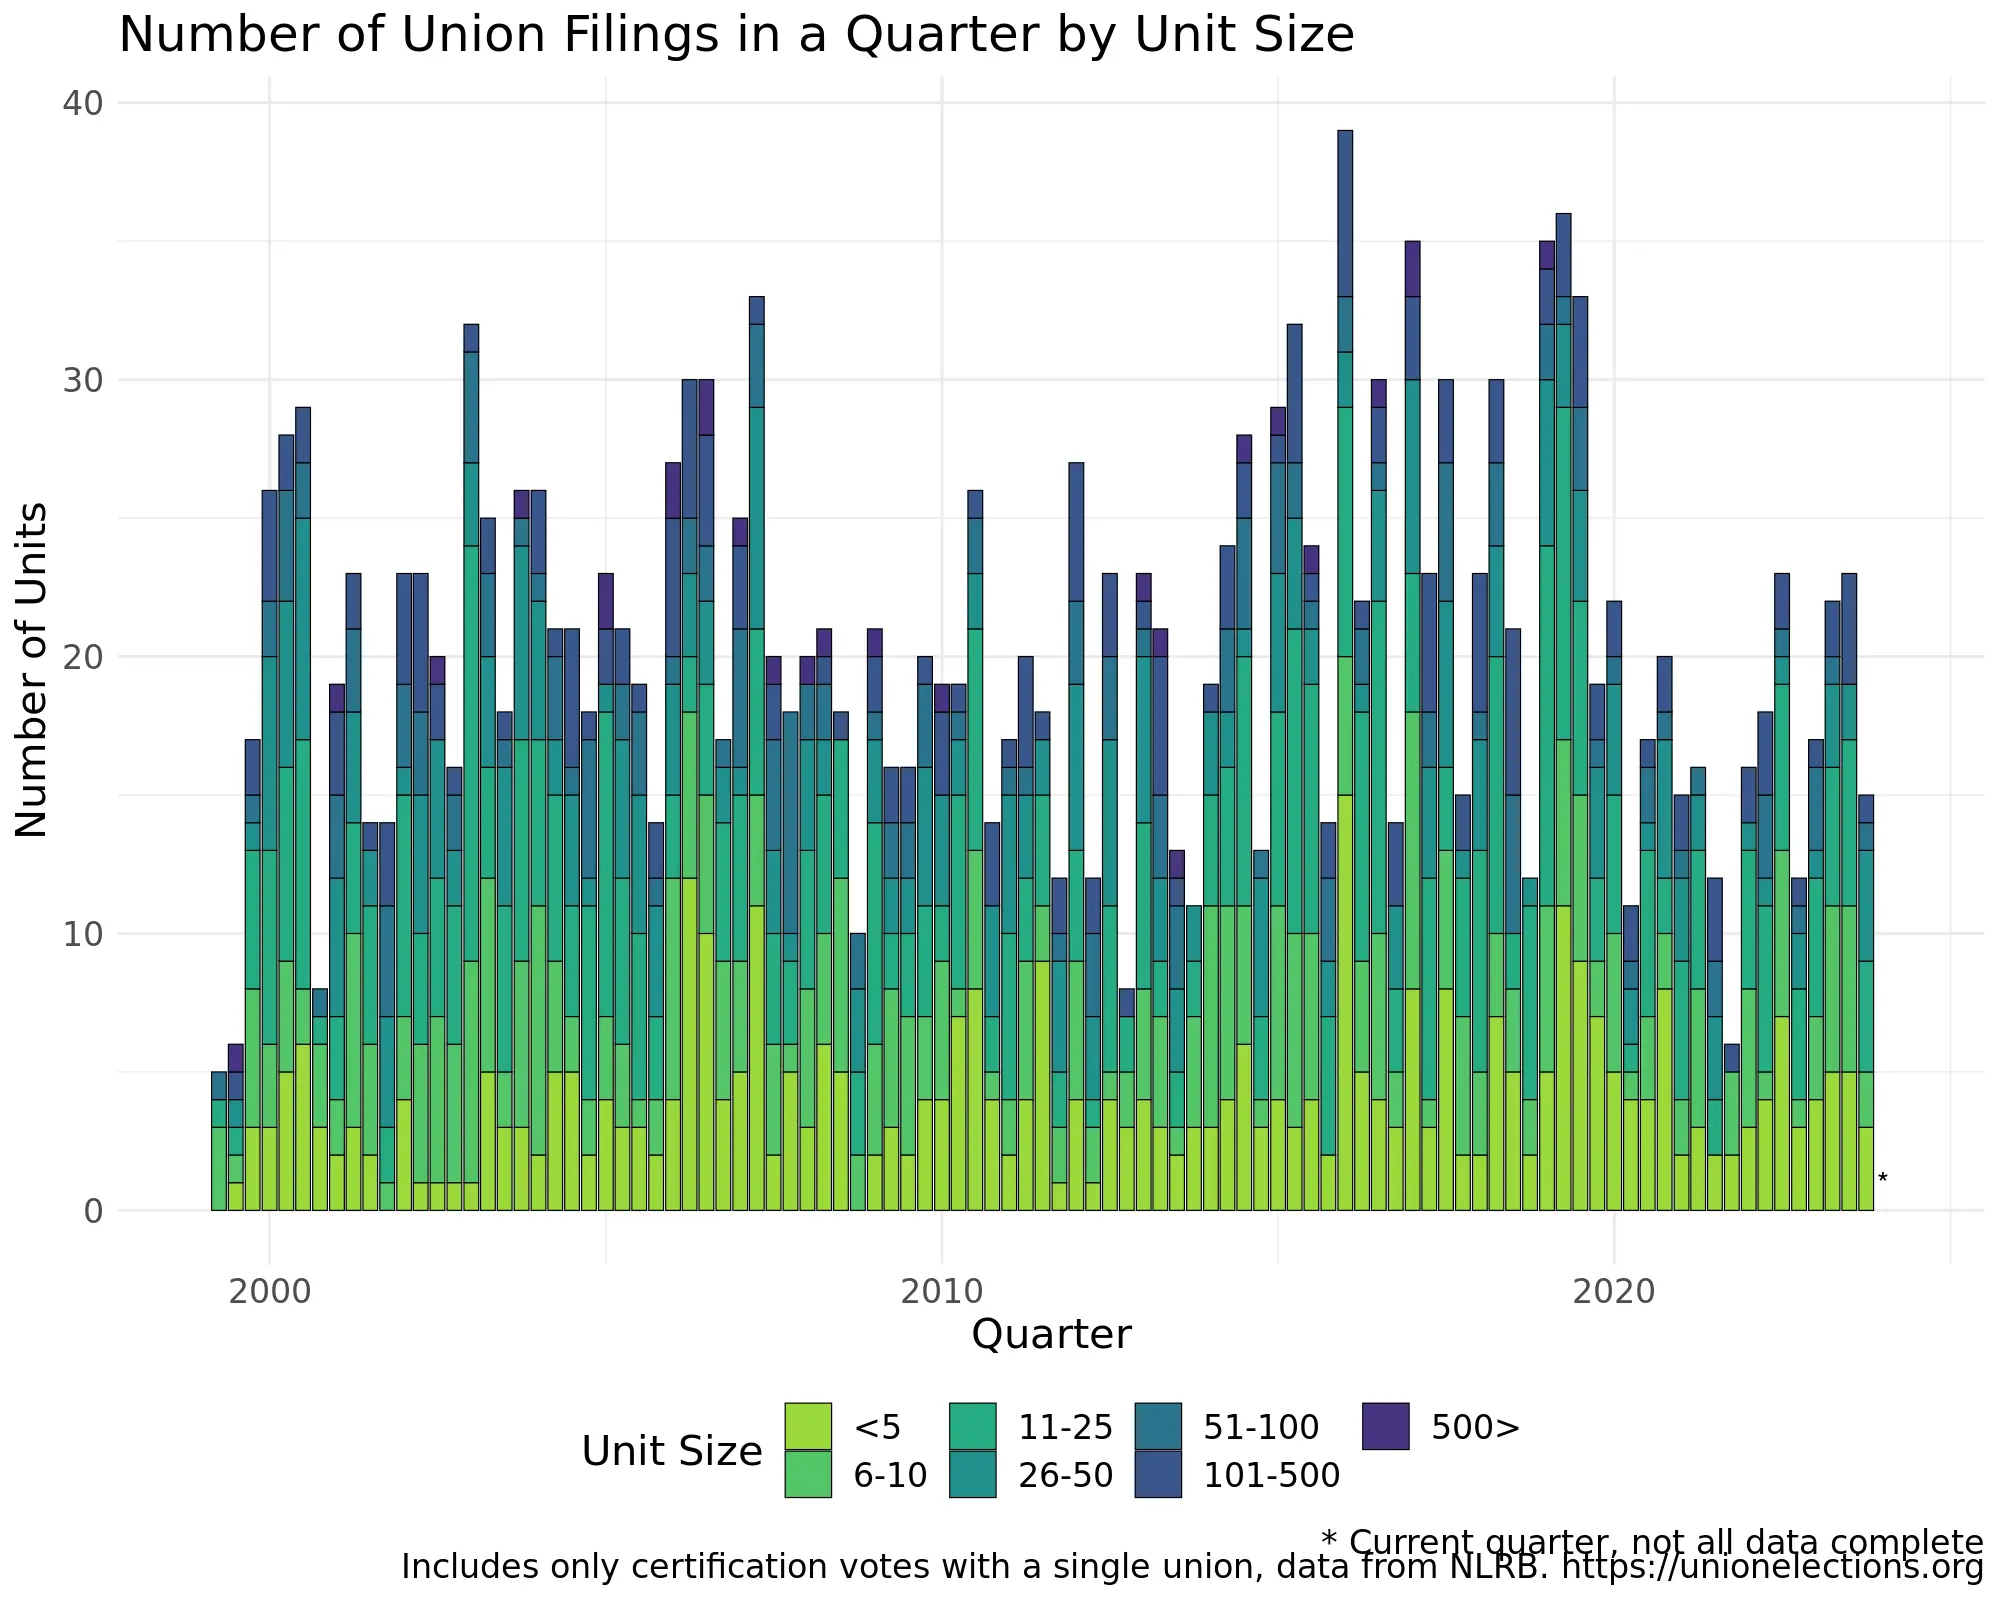 Number of Union Filings in a Quarter by Unit Size
40
30
20
10
0
Number of Units
*
2000 2010 2020
Quarter
Unit Size
<5 11-25 51-100 500>
6-10 26-50 101-500
* Current quarter, not all data complete
Includes only certification votes with a single union, data from NLRB. https://unionelections.org